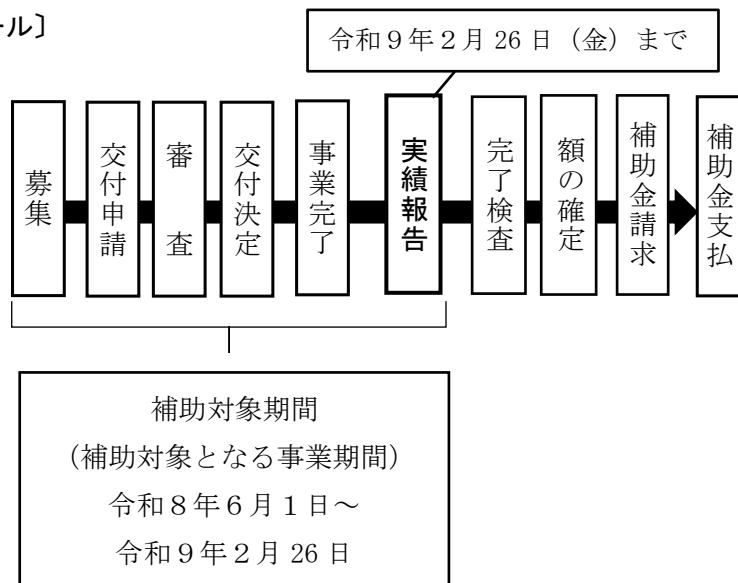 ール〕
令和９年２月 26 日（金）まで
募集
交付申請
審査
交付決定
事業完了
実績報告
完了検査
額の確定
補助金請求
補助金支払
補助対象期間
（補助対象となる事業期間）
令和８年６月１日～
令和９年２月 26 日